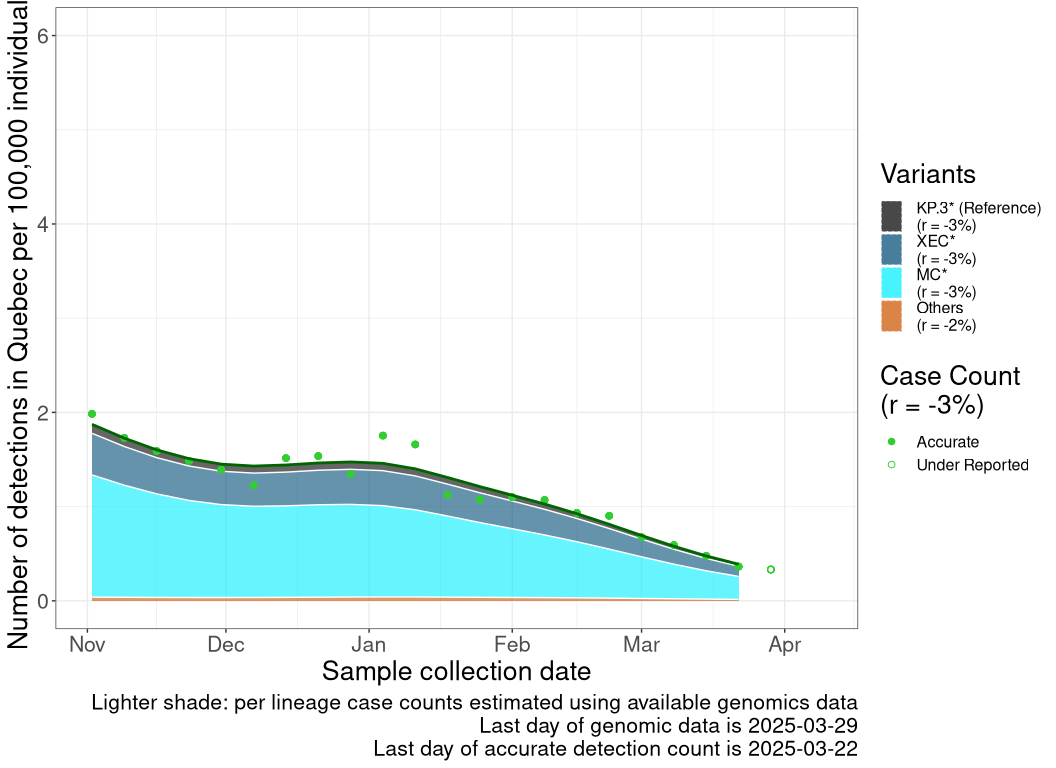 Number of detections in Quebec per 100,000 individual
6
4
2
0
Nov Dec Jan Feb Mar Apr
Sample collection date
Lighter shade: per lineage case counts estimated using available genomics data
Last day of genomic data is 2025-03-29
Last day of accurate detection count is 2025-03-22
Variants
KP.3* (Reference)
(r = -3%)
XEC*
(r = -3%)
MC*
(r = -3%)
Others
(r = -2%)
Case Count
(r = -3%)
Accurate
Under Reported